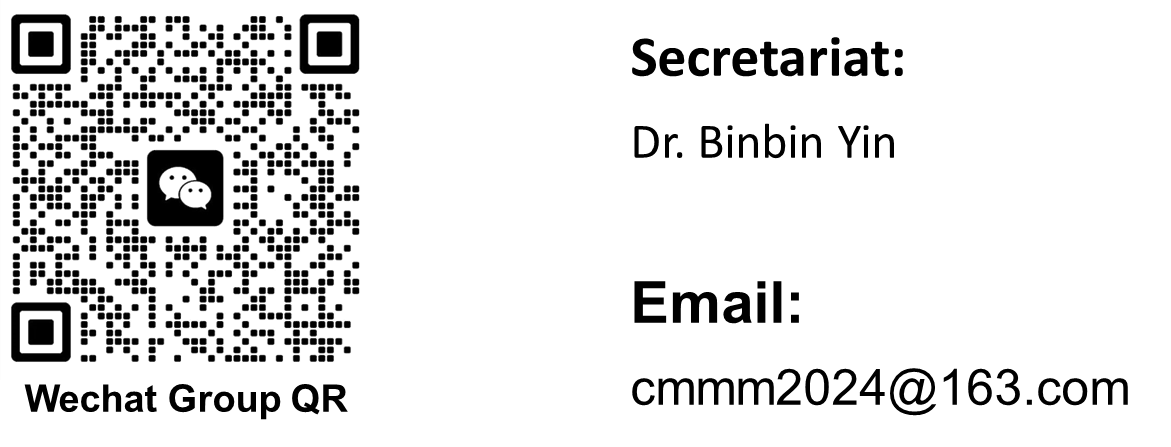 Secretariat:
Dr. Binbin Yin
Email:
cmmm2024@163.com
Wechat Group QR